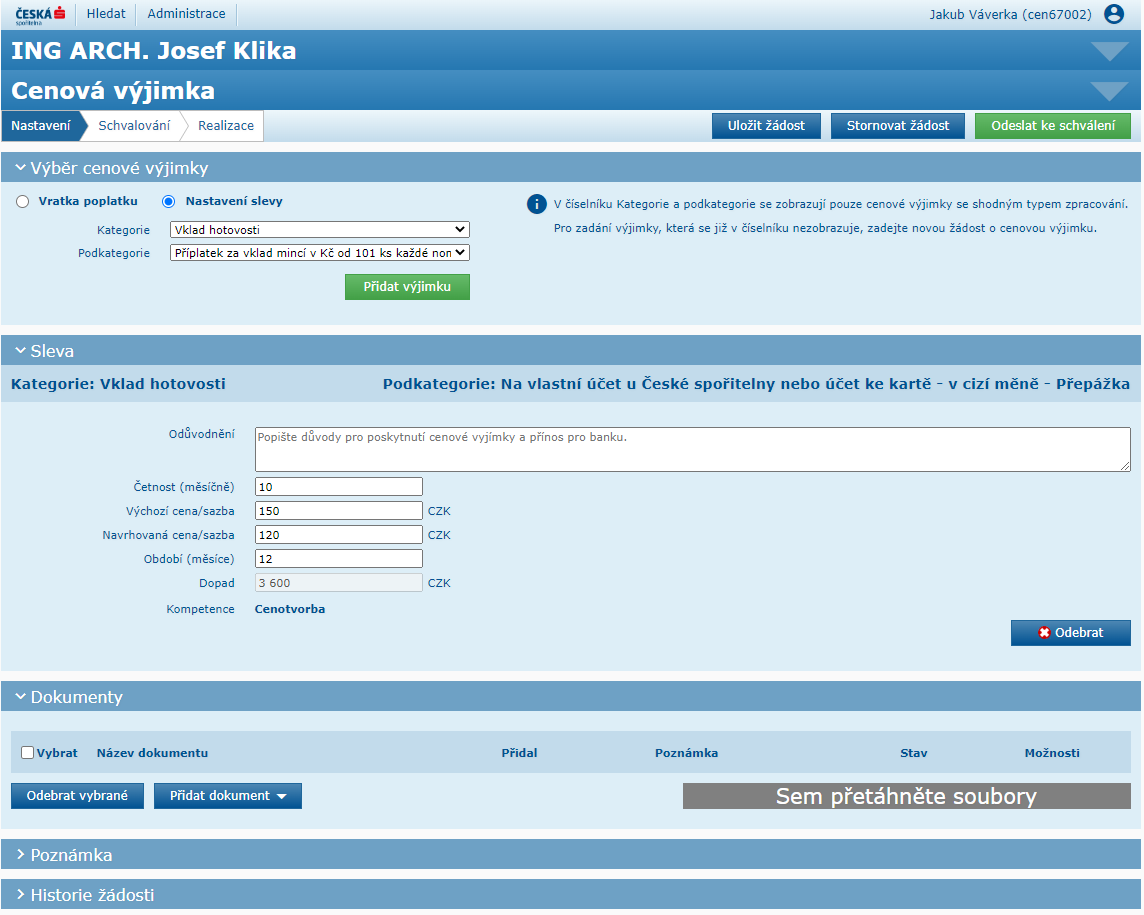 ČESKÁ
spořitelna
Hledat
Administrace
Jakub Váverka (cen67002)
ING ARCH. Josef Klika
Cenová výjimka
Nastavení
Schvalování
Realizace
Uložit žádost
Stornovat žádost
Odeslat ke schválení
Výběr cenové výjimky
Vratka poplatku
Nastavení slevy
V číselníku Kategorie a podkategorie se zobrazují pouze cenové výjimky se shodným typem zpracování.
Pro zadání výjimky, která se již v číselníku nezobrazuje, zadejte novou žádost o cenovou výjimku.
Kategorie
Vklad hotovosti
Podkategorie
Příplatek za vklad mincí v Kč od 101 ks každé nom
Přidat výjimku
Sleva
Kategorie: Vklad hotovosti
Podkategorie: Na vlastní účet u České spořitelny nebo účet ke kartě - v cizí měně - Přepážka
Odůvodnění
Popište důvody pro poskytnutí cenové vyjímky a přínos pro banku.
Četnost (měsíčně)
10
Výchozí cena/sazba
150
CZK
Navrhovaná cena/sazba
120
CZK
Období (měsíce)
12
Dopad
3 600
CZK
Kompetence
Cenotvorba
Odebrat
Dokumenty
Vybrat
Název dokumentu
Přidal
Poznámka
Stav
Možnosti
Odebrat vybrané
Přidat dokument
Sem přetáhněte soubory
Poznámka
Historie žádosti